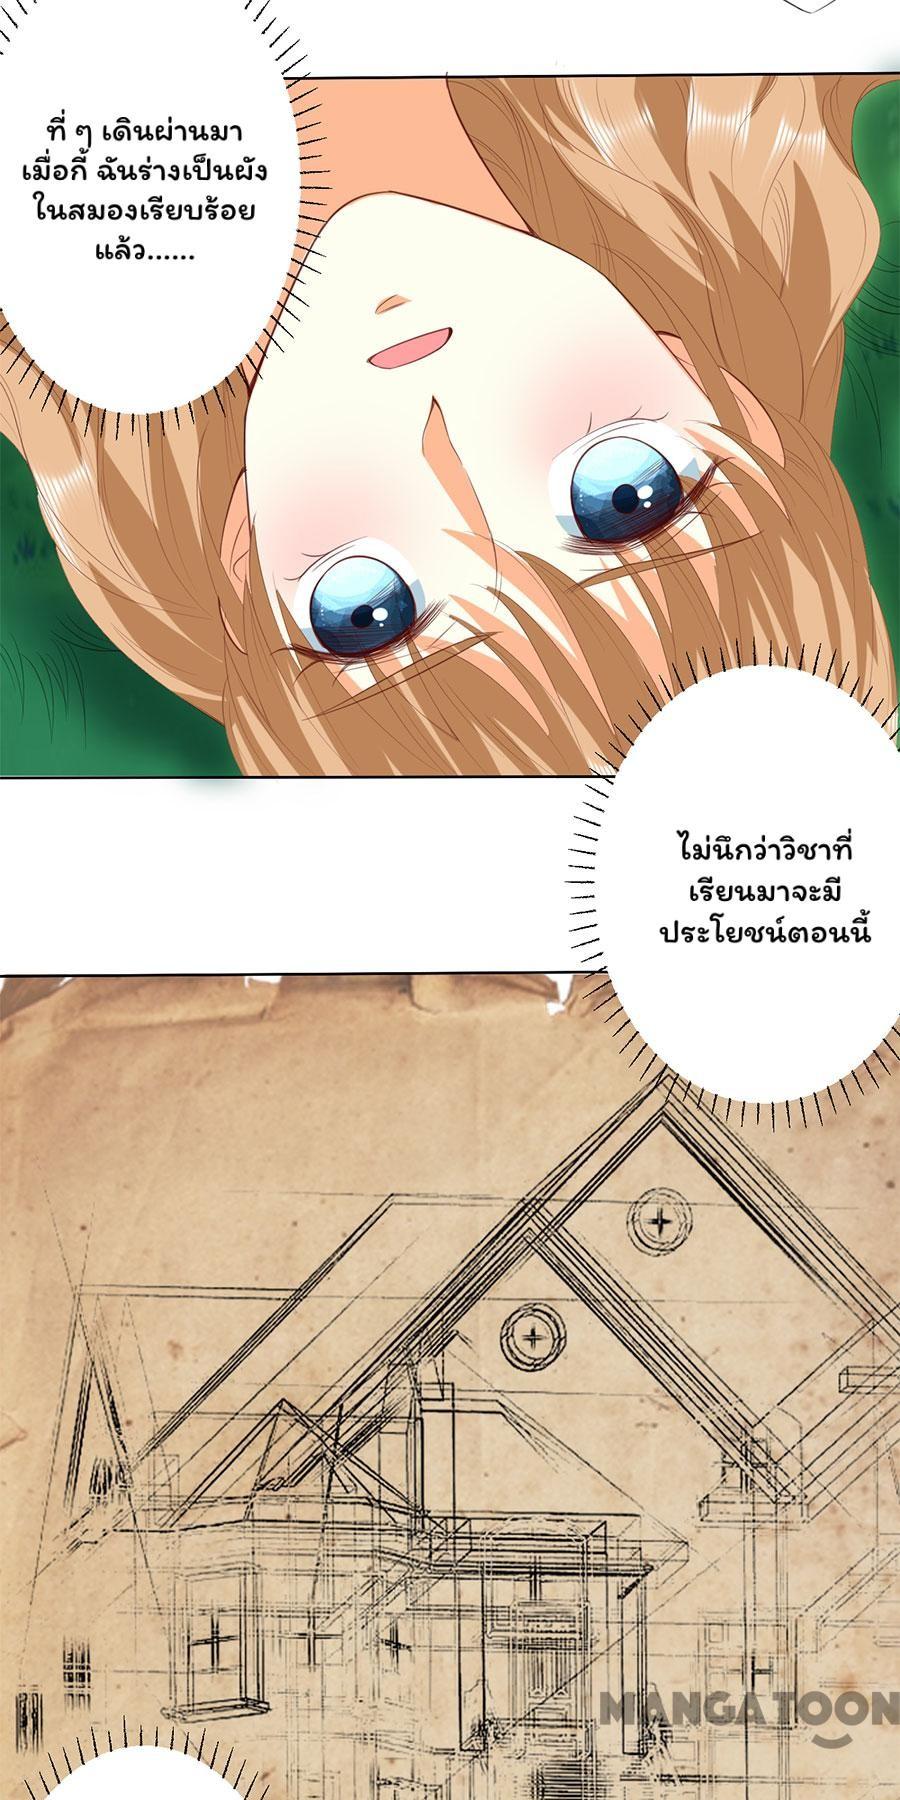 ที่ ๆ เดินผ่านมา
เมื่อกี้ ฉันร่างเป็นผัง
ในสมองเรียบร้อย
แล้ว......
ไม่นึกว่าวิชาที่
เรียนมาจะมี
ประโยชน์ตอนนี้
MANGATOON